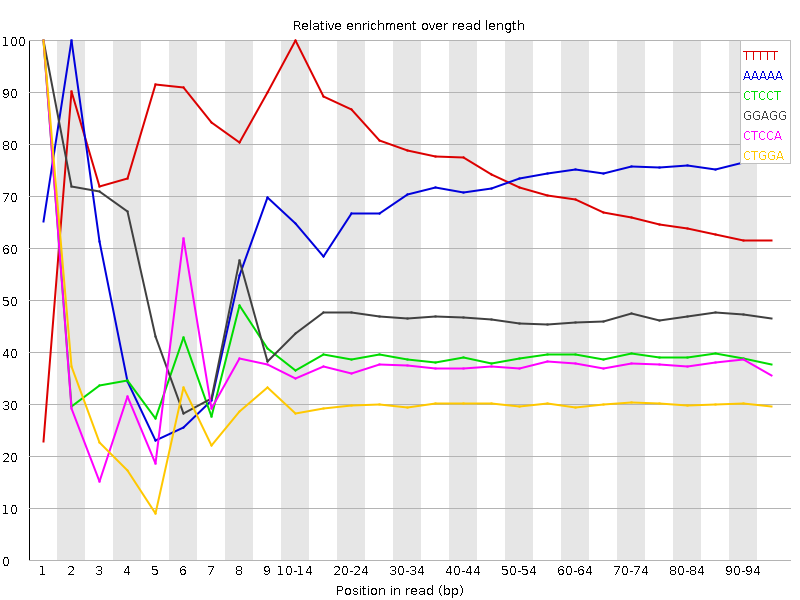 Relative enrichment over read length
100
90
80
70
60
50
40
30
20
10
0
TTTTT
AAAAA
CTCCT
GGAGG
CTCCA
CTGGA
1 2 3 4 5 6 7 8 9 10-14 20-24 30-34 40-44 50-54 60-64 70-74 80-84 90-94
Position in read (bp)